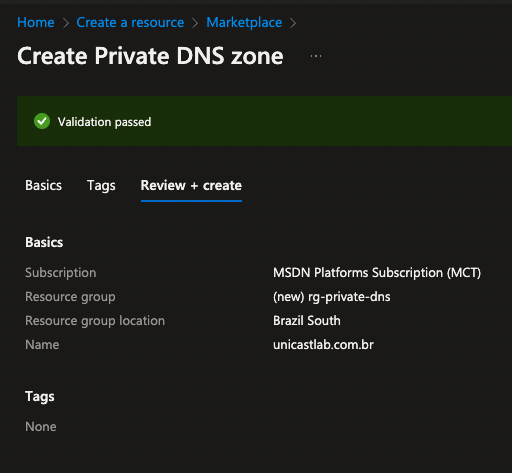 Home > Create a resource > Marketplace >
Create Private DNS zone ...
Validation passed
Basics Tags Review + create
Basics
Subscription MSDN Platforms Subscription (MCT)
Resource group (new) rg-private-dns
Resource group location Brazil South
Name unicastlab.com.br
Tags
None